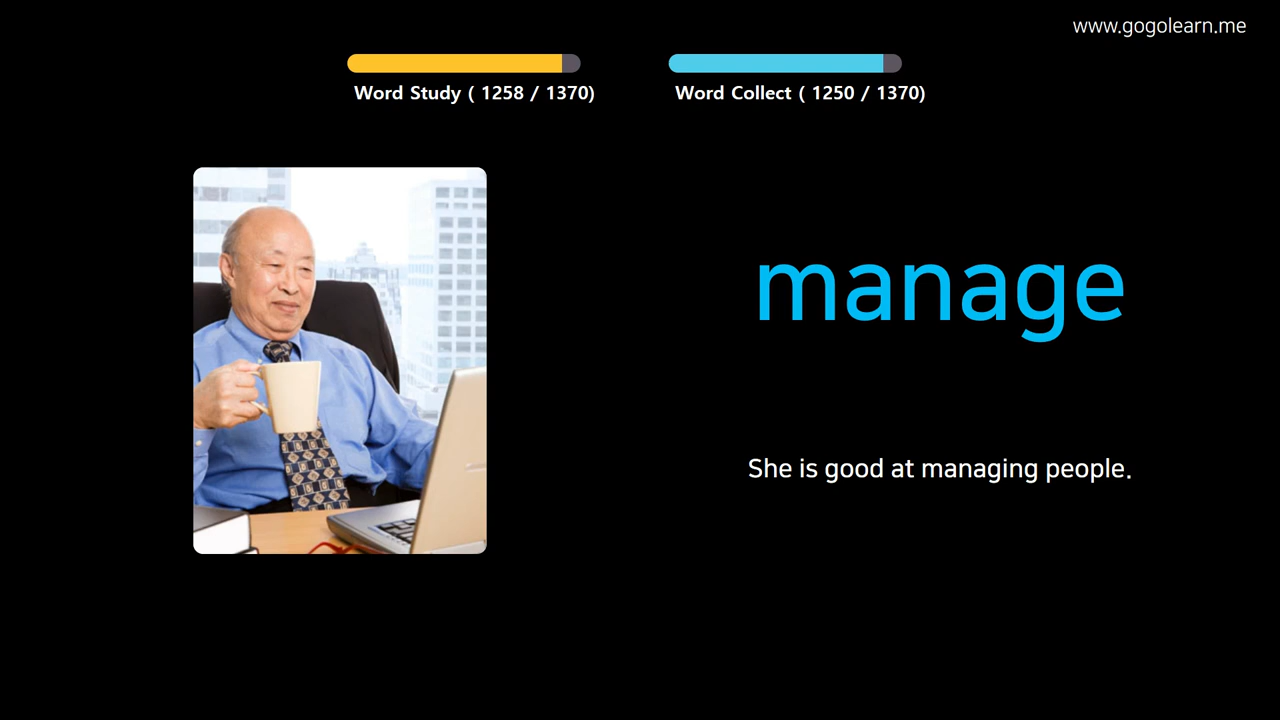 www.gogolearn.me
Word Study ( 1258 / 1370)
Word Collect ( 1250 / 1370)
manage
She is good at managing people.